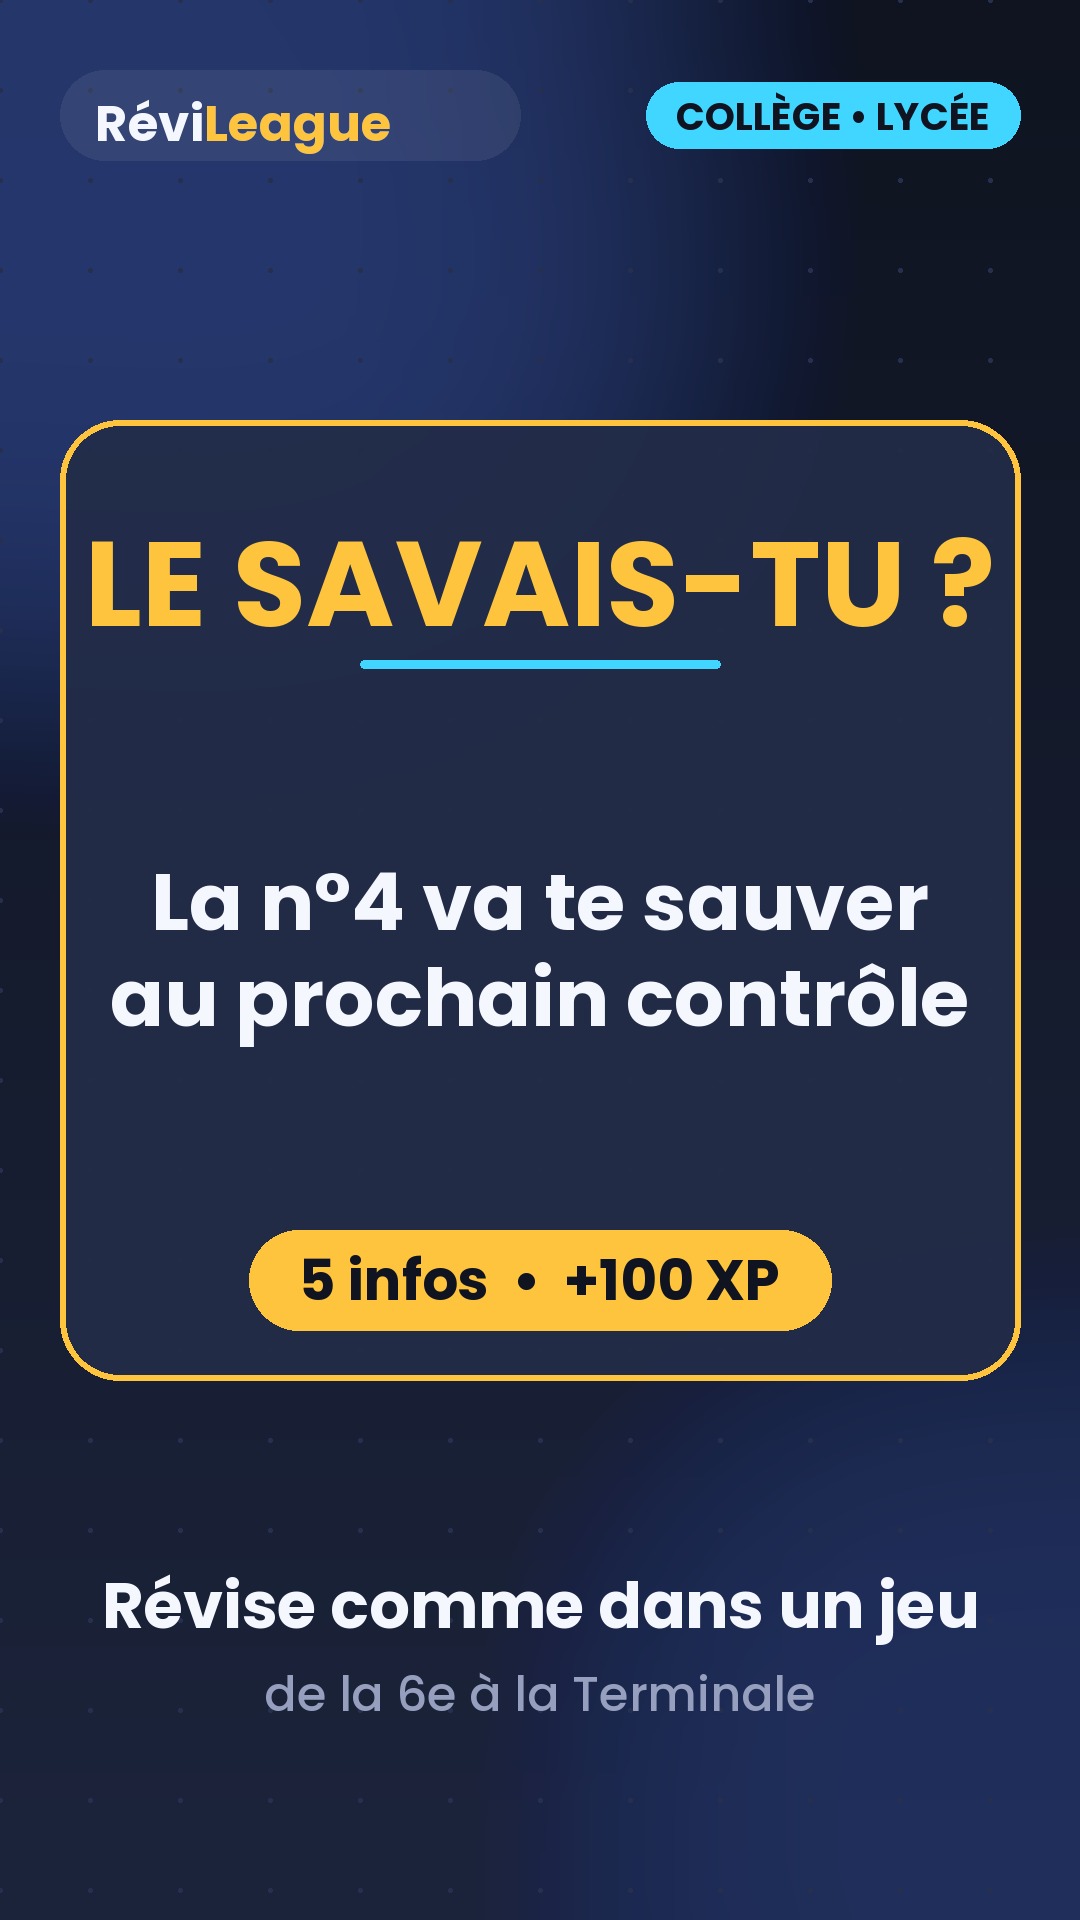 RéviLeague
COLLÈGE • LYCÉE
LE SAVAIS-TU ?
La n°4 va te sauver
au prochain contrôle
5 infos • +100 XP
Révise comme dans un jeu
de la 6e à la Terminale